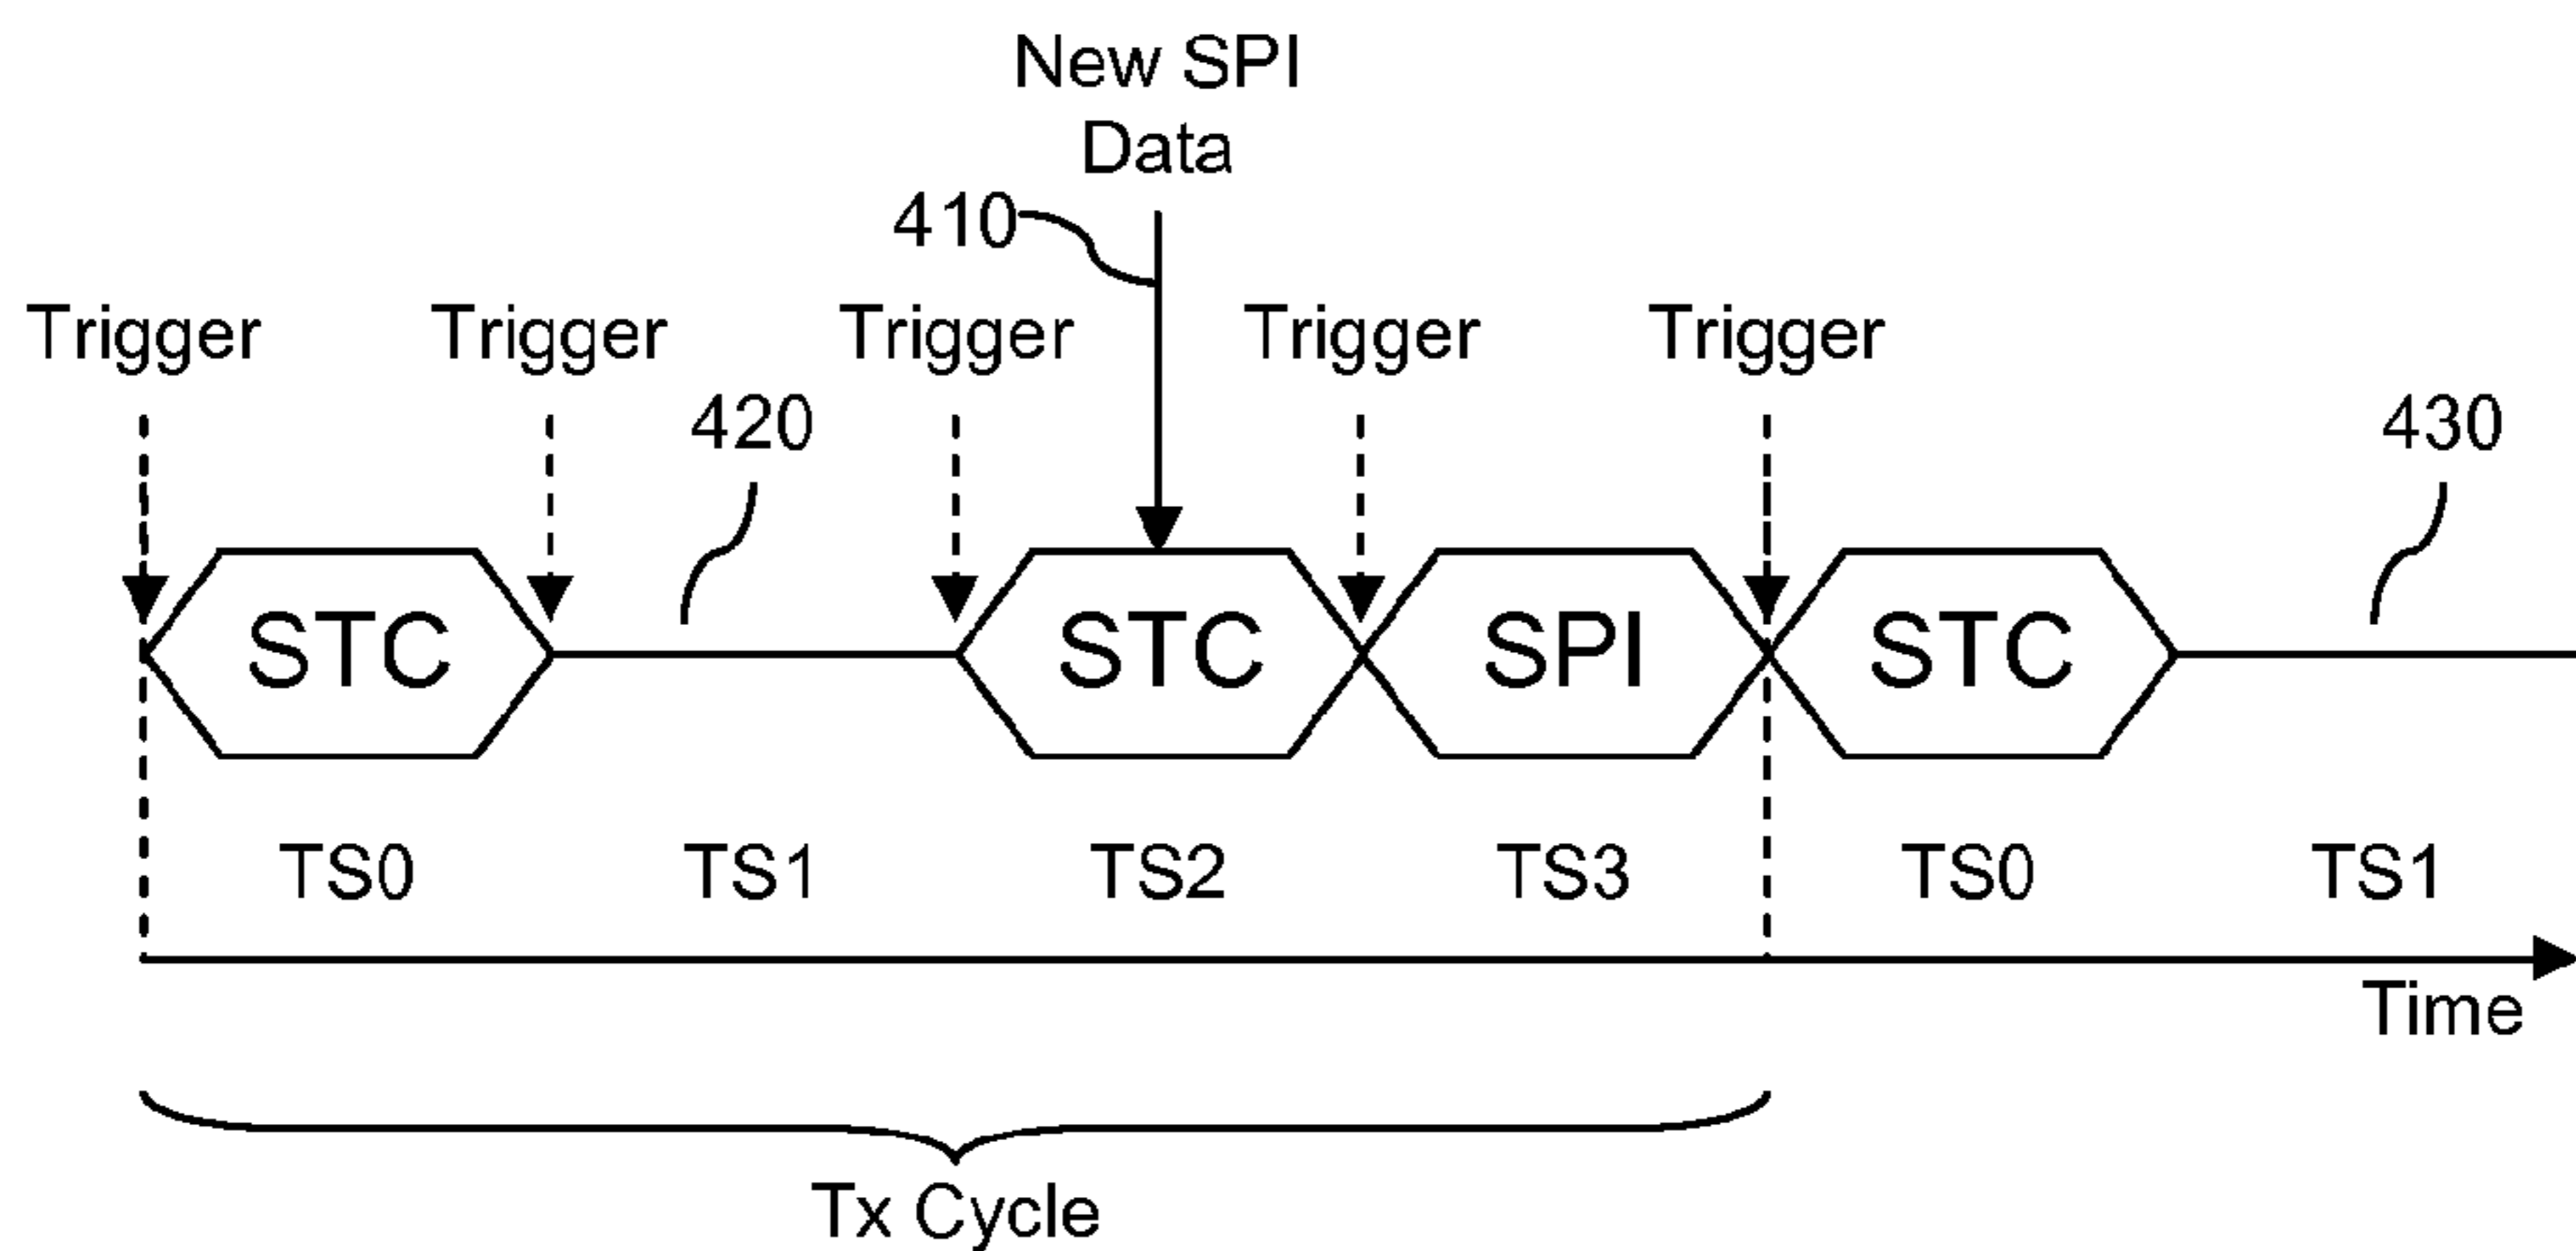 New SPI
Data
410
Trigger Trigger Trigger Trigger Trigger
420 430
STC STC SPI STC
TS0 TS1 TS2 TS3 TS0 TS1
Time
Tx Cycle